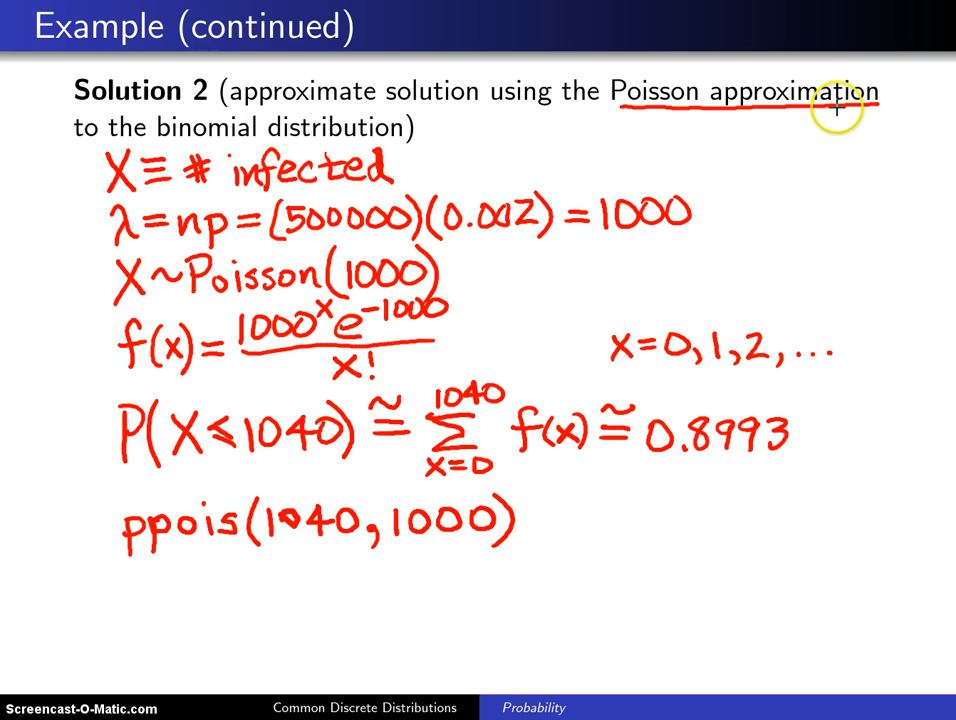 Example (continued)
Solution 2 (approximate solution using the Poisson approximation
to the binomial distribution)
X ≡ # infected
λ = np = (500000)(0.002) = 1000
X ~ Poisson(1000)
f(x) = 1000^x e^-1000 / x!    x = 0, 1, 2, ...
P(X ≤ 1040) ≅ ∑_{x=0}^{1040} f(x) ≅ 0.8993
ppois(1040, 1000)
Screencast-O-Matic.com Common Discrete Distributions Probability